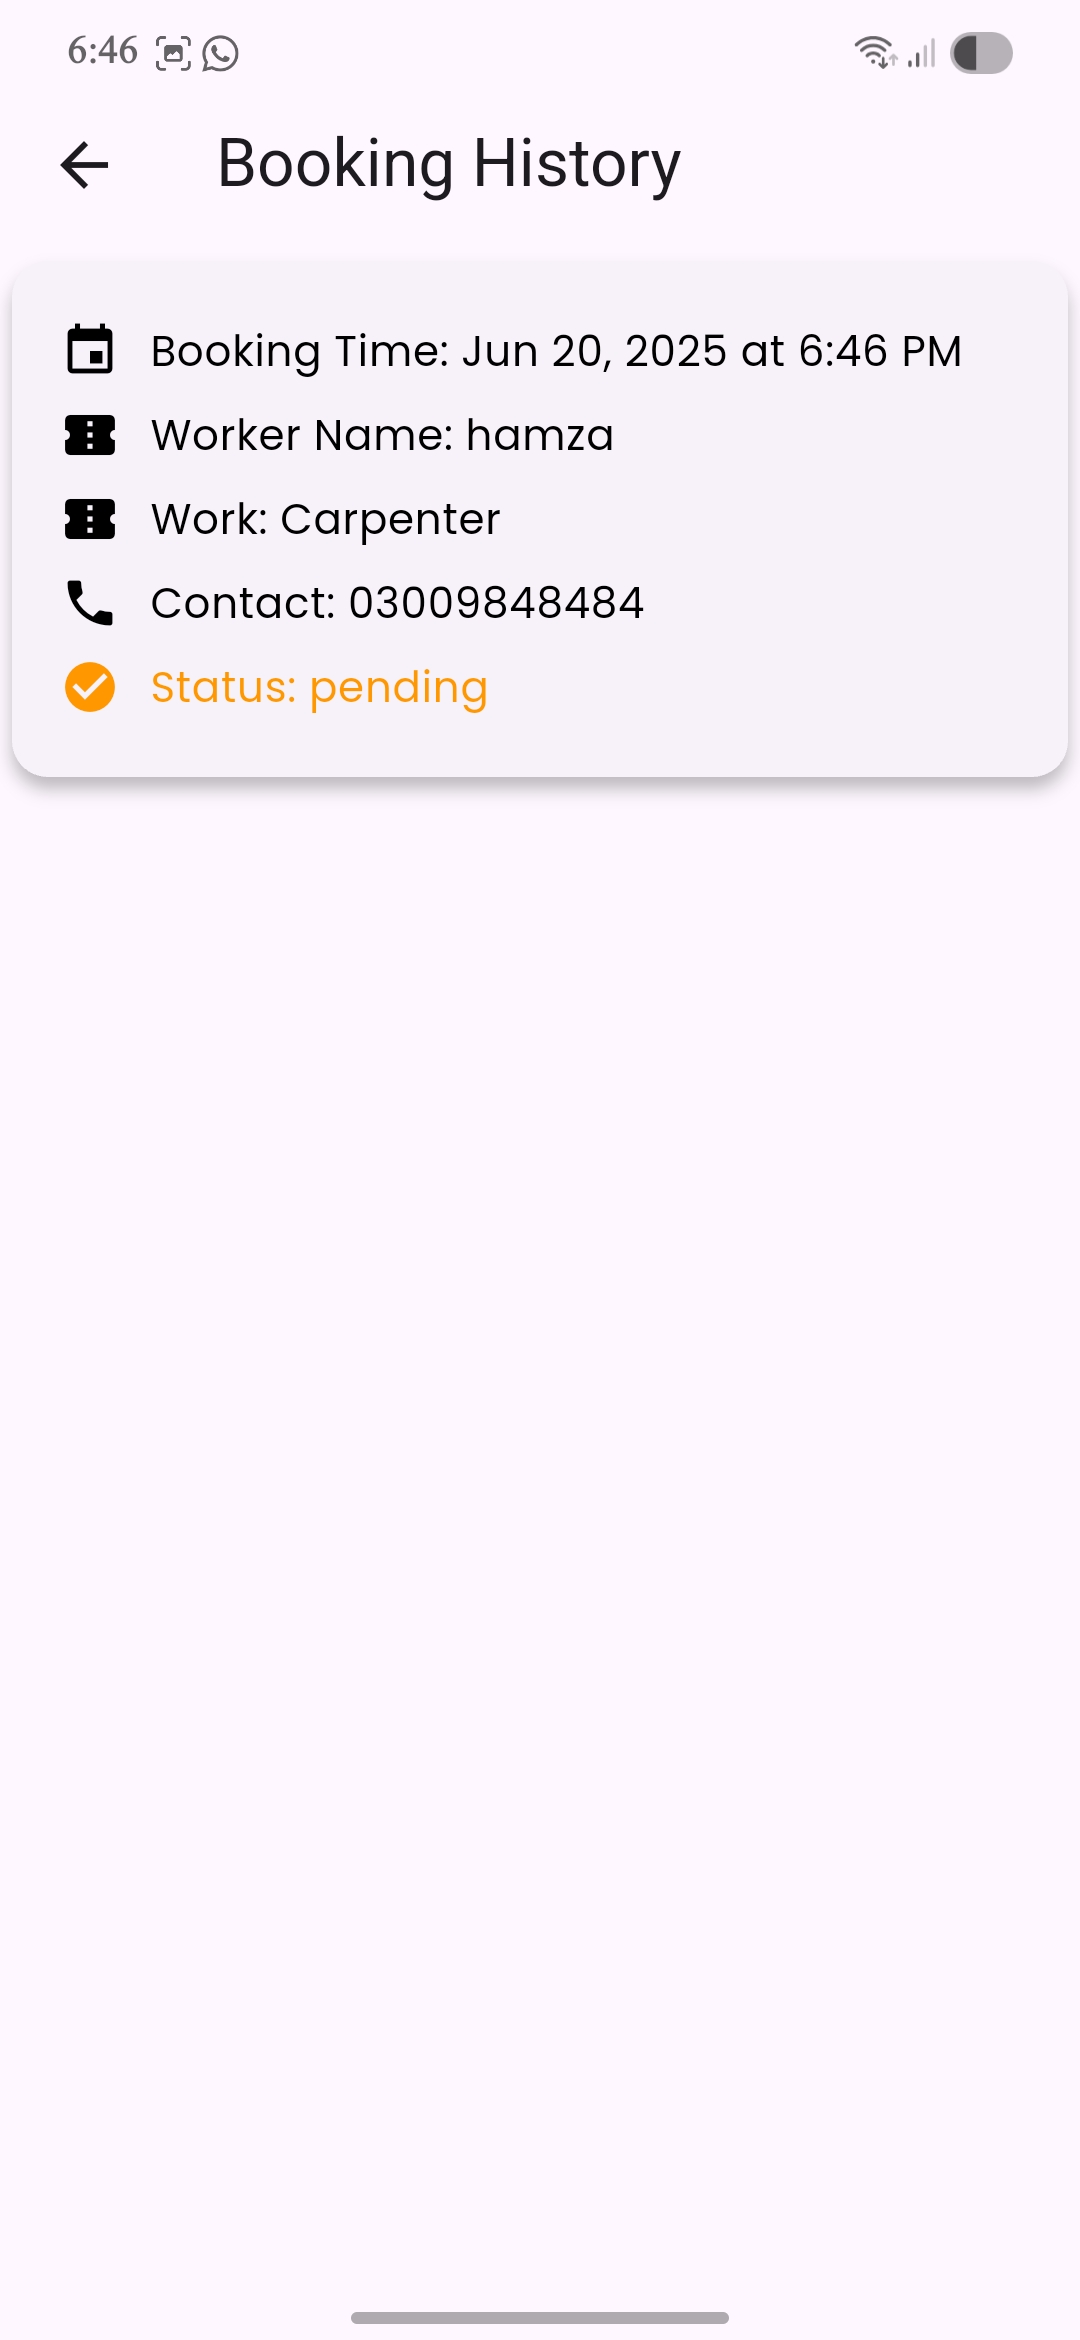 6:46
Booking History
Booking Time: Jun 20, 2025 at 6:46 PM
Worker Name: hamza
Work: Carpenter
Contact: 03009848484
Status: pending